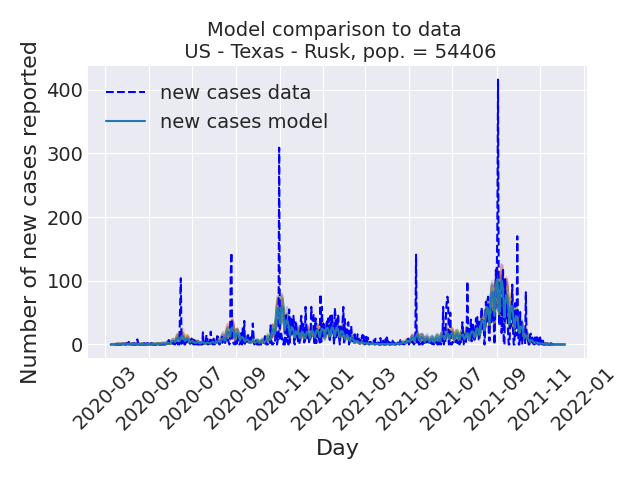 Model comparison to data
US - Texas - Rusk, pop. = 54406
Number of new cases reported
400
300
200
100
0
new cases data
new cases model
2020-03
2020-05
2020-07
2020-09
2020-11
2021-01
2021-03
2021-05
2021-07
2021-09
2021-11
2022-01
Day